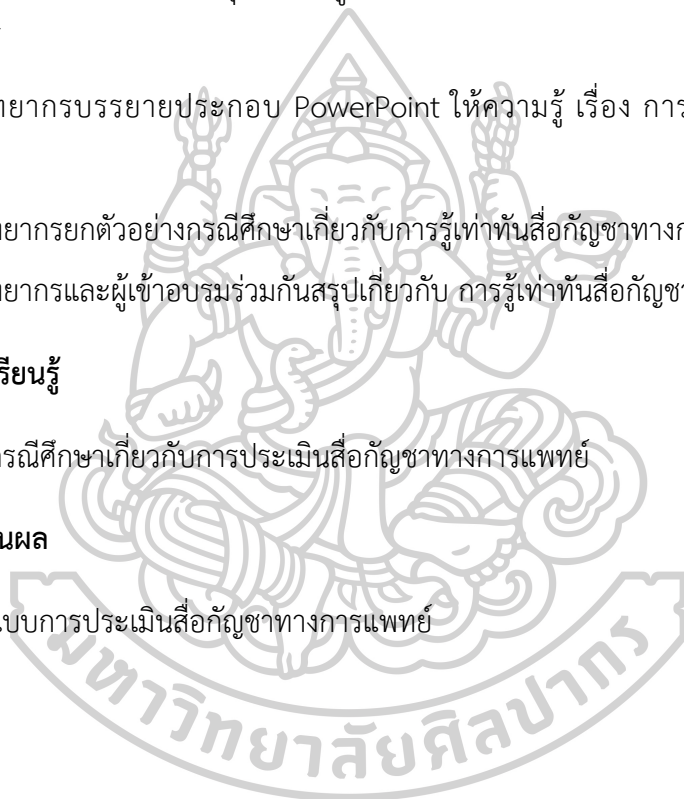 ทยากรบรรยายประกอบ PowerPoint ให้ความรู้ เรื่อง การ
ทยากรยกตัวอย่างกรณีศึกษาเกี่ยวกับการรู้เท่าทันสื่อกัญชาทาง
ทยากรและผู้เข้าอบรมร่วมกันสรุปเกี่ยวกับ การรู้เท่าทันสื่อกัญชา
รียนรู้
กรณีศึกษาเกี่ยวกับการประเมินสื่อกัญชาทางการแพทย์
นผล
แบบการประเมินสื่อกัญชาทางการแพทย์
มหาวิทยาลัยศิลปากร